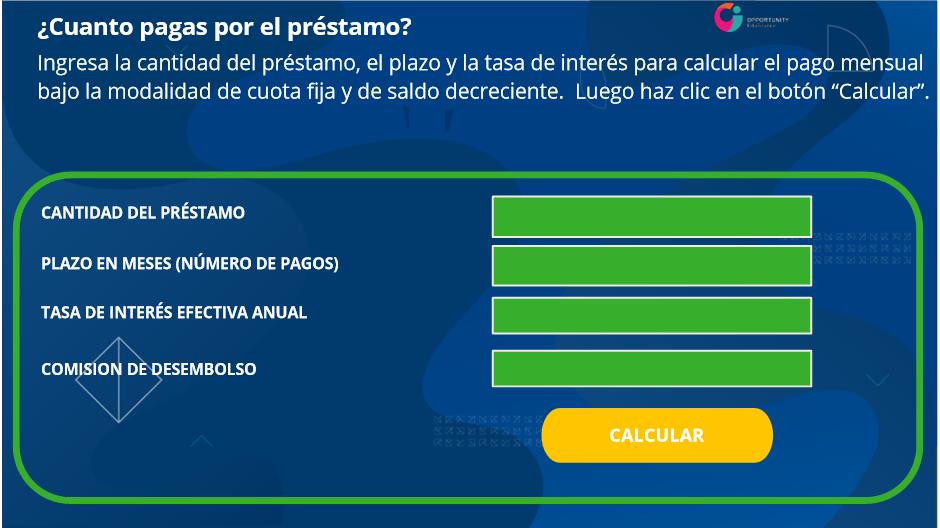 ¿Cuanto pagas por el préstamo?
OPPORTUNITY
Ingresa la cantidad del préstamo, el plazo y la tasa de interés para calcular el pago mensual
bajo la modalidad de cuota fija y de saldo decreciente. Luego haz clic en el botón “Calcular”.
CANTIDAD DEL PRÉSTAMO
PLAZO EN MESES (NÚMERO DE PAGOS)
TASA DE INTERÉS EFECTIVA ANUAL
COMISION DE DESEMBOLSO
CALCULAR